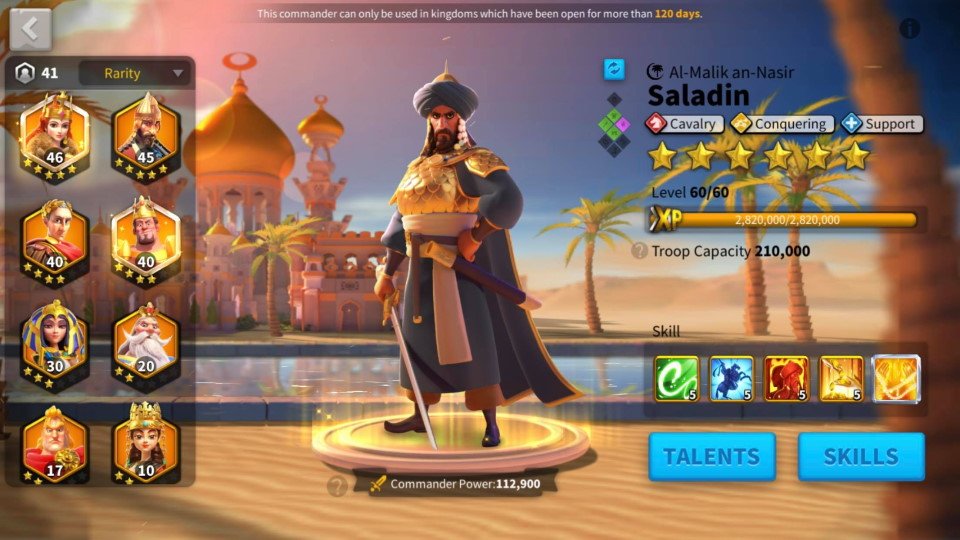 This commander can only be used in kingdoms which have been open for more than 120 days.
41
Rarity
46
45
40
40
30
20
17
10
Al-Malik an-Nasir
Saladin
Cavalry
Conquering
Support
Level 60/60
XP
2,820,000/2,820,000
? Troop Capacity 210,000
Skill
5
5
5
5
TALENTS
SKILLS
? Commander Power:112,900